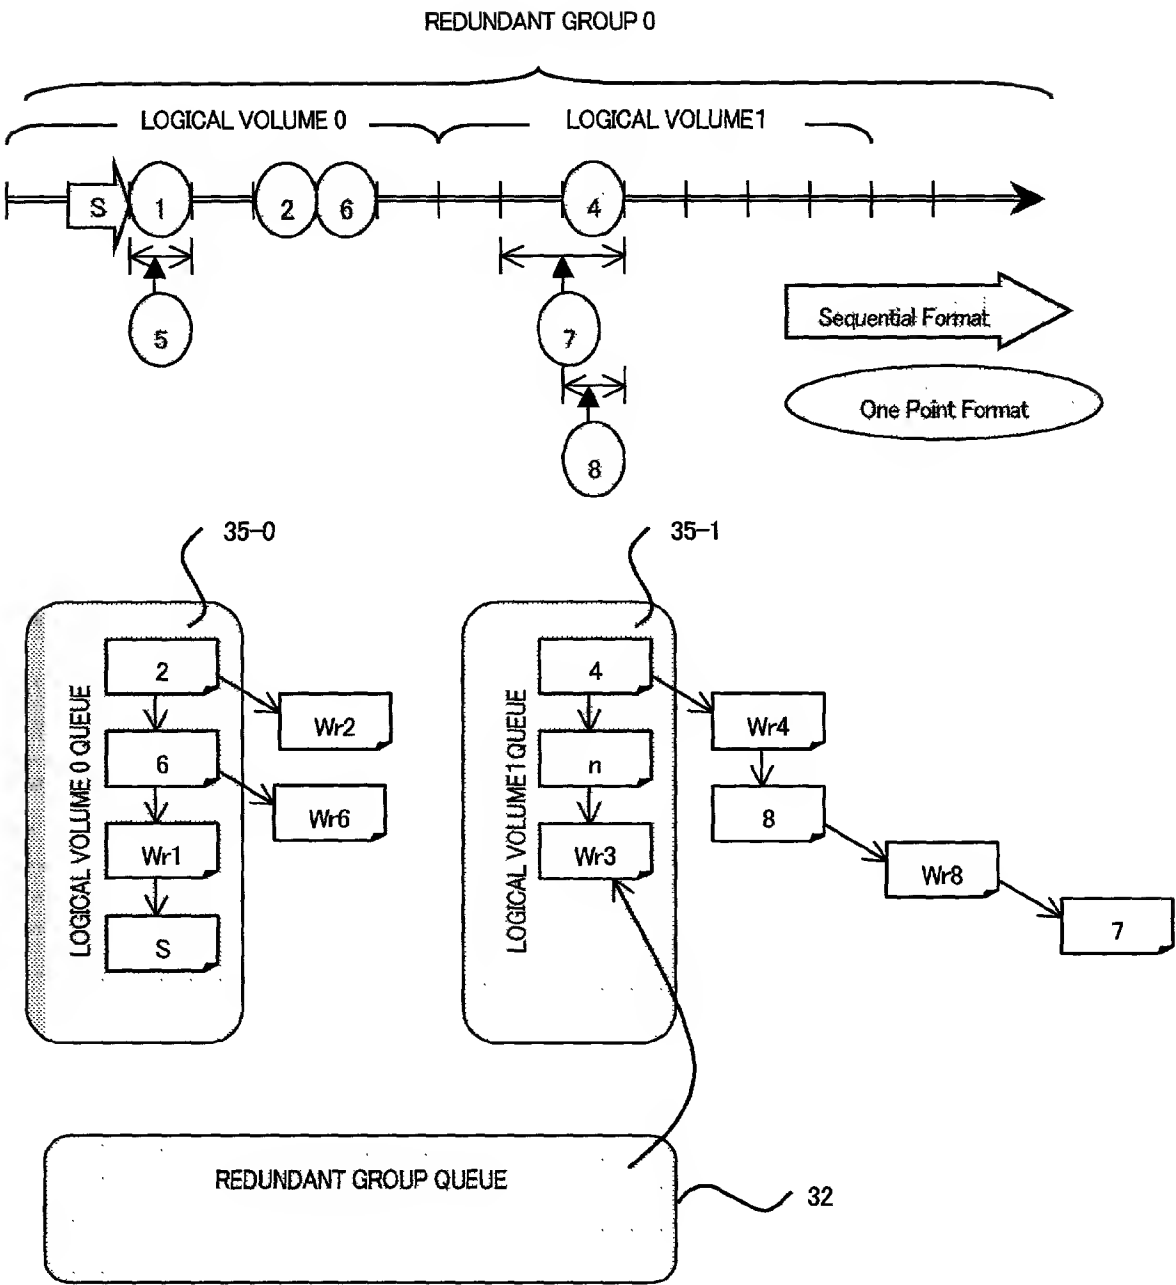 REDUNDANT GROUP 0
LOGICAL VOLUME 0
LOGICAL VOLUME1
S
1
2
6
4
5
7
8
Sequential Format
One Point Format
35-0
35-1
LOGICAL VOLUME 0 QUEUE
2
Wr2
6
Wr6
Wr1
S
LOGICAL VOLUME1 QUEUE
4
Wr4
n
8
Wr3
Wr8
7
REDUNDANT GROUP QUEUE
32